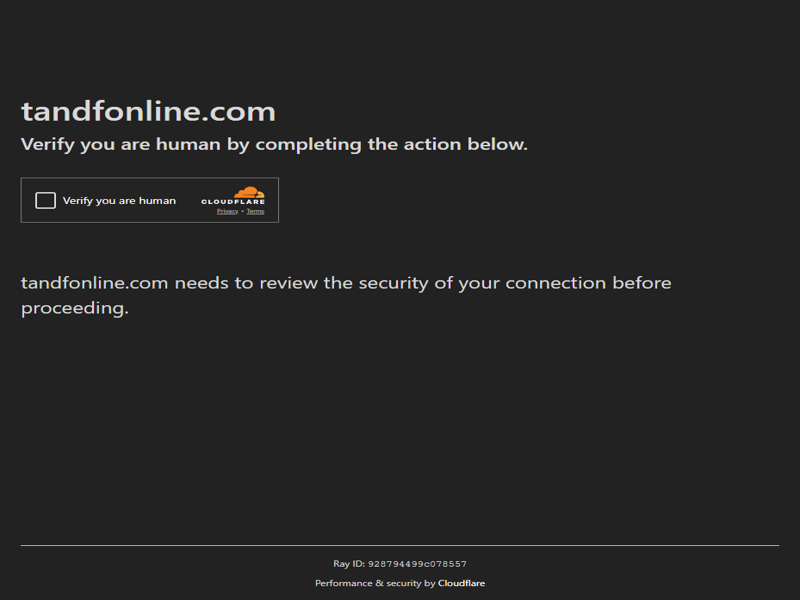 tandfonline.com
Verify you are human by completing the action below.
Verify you are human
CLOUDFLARE
Privacy • Terms
tandfonline.com needs to review the security of your connection before
proceeding.
Ray ID: 928794499c078557
Performance & security by Cloudflare